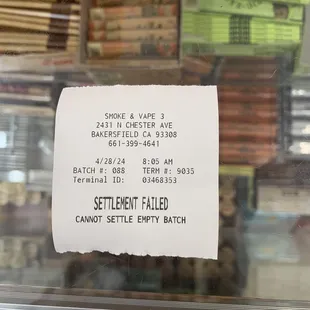 SMOKE & VAPE 3
2431 N CHESTER AVE
BAKERSFIELD CA 93308
661-399-4641
4/28/24 8:05 AM
BATCH #: 088 TERM #: 9035
Terminal ID: 03468353
SETTLEMENT FAILED
CANNOT SETTLE EMPTY BATCH